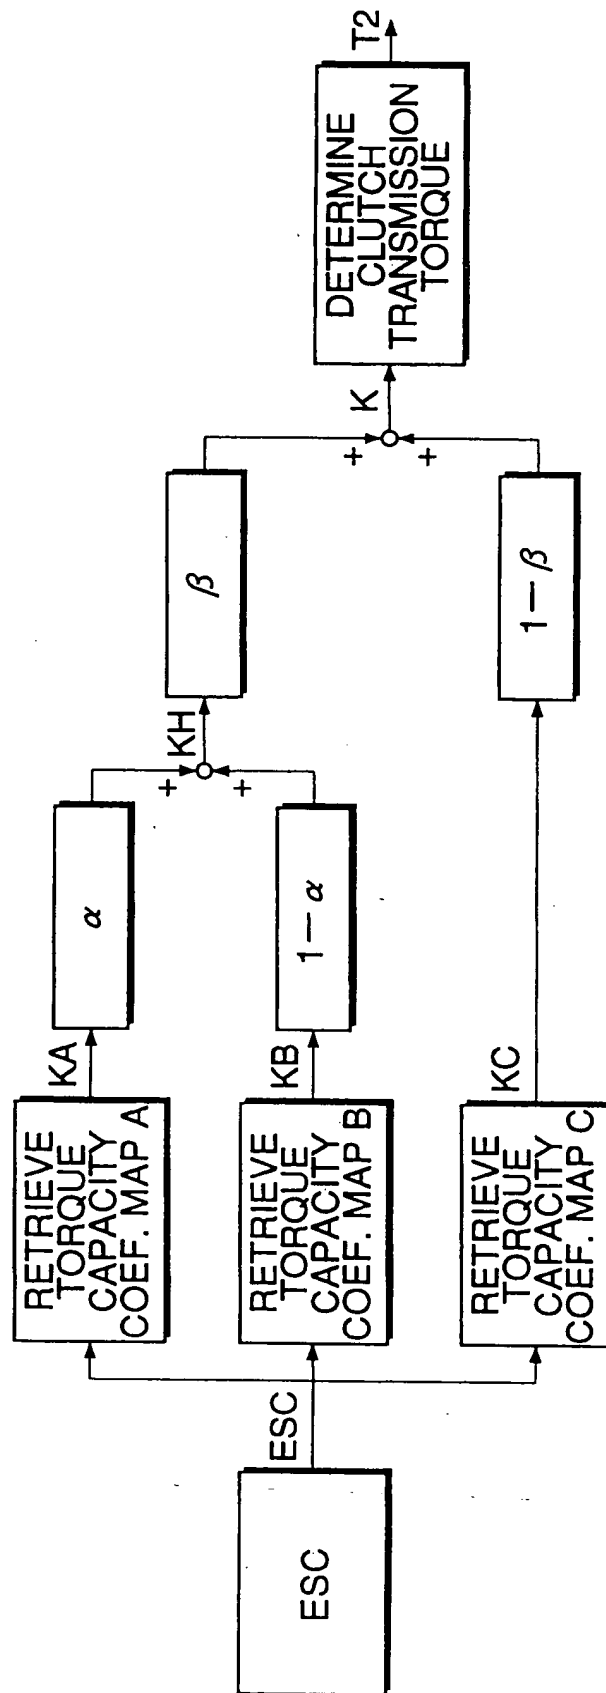 ESC
ESC
RETRIEVE
TORQUE
CAPACITY
COEF. MAP A
KA
α
+
RETRIEVE
TORQUE
CAPACITY
COEF. MAP B
KB
1−α
+
KH
β
+
RETRIEVE
TORQUE
CAPACITY
COEF. MAP C
KC
1−β
+
K
DETERMINE
CLUTCH
TRANSMISSION
TORQUE
T2